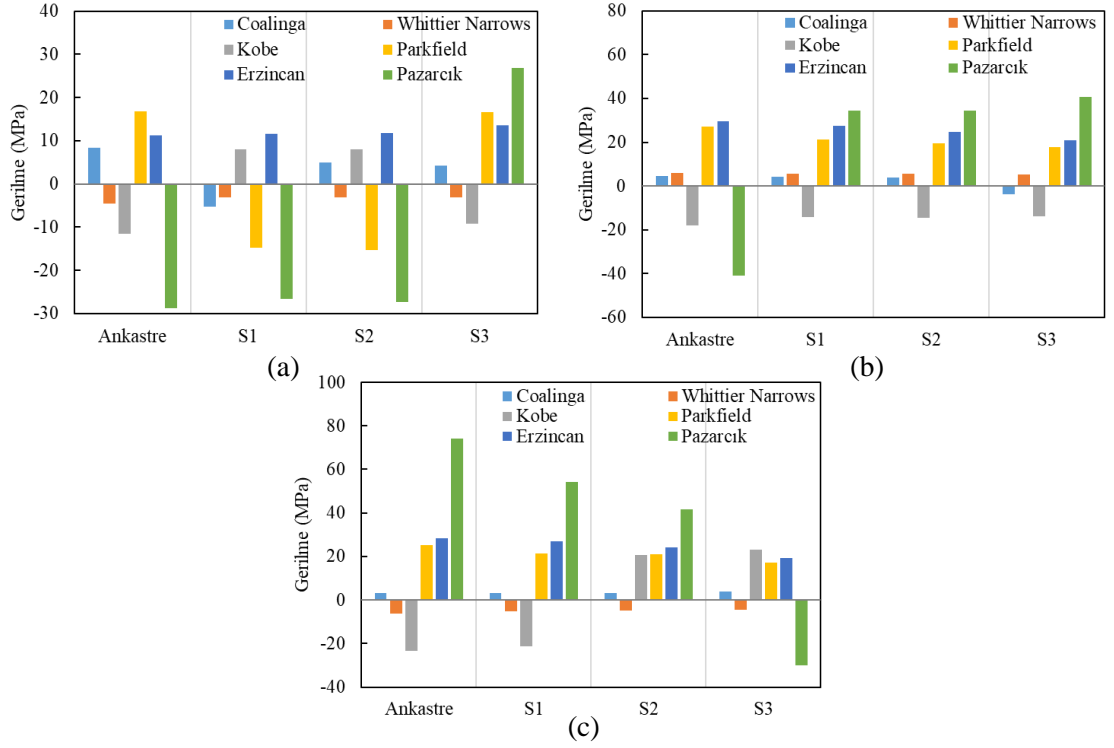 40
30
20
10
0
-10
-20
-30
Gerilme (MPa)
Coalinga
Whittier Narrows
Kobe
Parkfield
Erzincan
Pazarcık
Ankastre
S1
S2
S3
(a)
80
60
40
20
0
-20
-40
-60
Gerilme (MPa)
Coalinga
Whittier Narrows
Kobe
Parkfield
Erzincan
Pazarcık
Ankastre
S1
S2
S3
(b)
100
80
60
40
20
0
-20
-40
Gerilme (MPa)
Coalinga
Whittier Narrows
Kobe
Parkfield
Erzincan
Pazarcık
Ankastre
S1
S2
S3
(c)